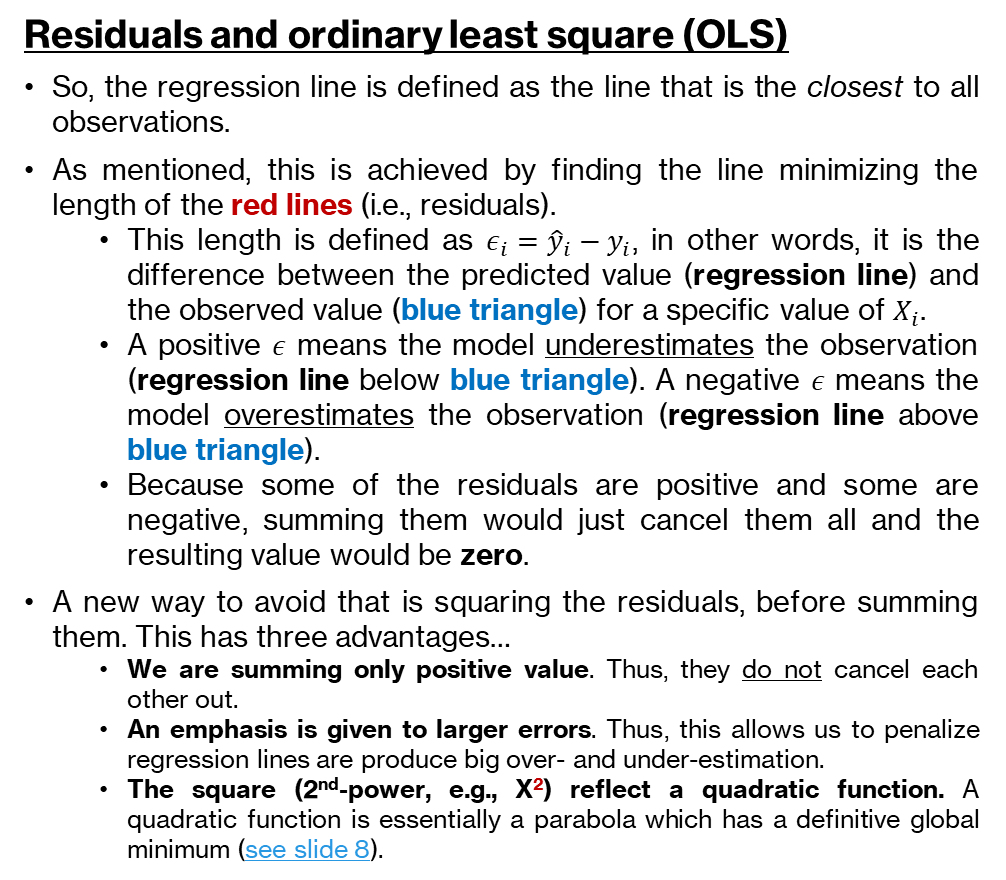 Residuals and ordinary least square (OLS)
• So, the regression line is defined as the line that is the closest to all
observations.
• As mentioned, this is achieved by finding the line minimizing the
length of the red lines (i.e., residuals).
• This length is defined as ϵᵢ = ŷᵢ − yᵢ, in other words, it is the
difference between the predicted value (regression line) and
the observed value (blue triangle) for a specific value of Xᵢ.
• A positive ϵ means the model underestimates the observation
(regression line below blue triangle). A negative ϵ means the
model overestimates the observation (regression line above
blue triangle).
• Because some of the residuals are positive and some are
negative, summing them would just cancel them all and the
resulting value would be zero.
• A new way to avoid that is squaring the residuals, before summing
them. This has three advantages…
• We are summing only positive value. Thus, they do not cancel each
other out.
• An emphasis is given to larger errors. Thus, this allows us to penalize
regression lines are produce big over- and under-estimation.
• The square (2nd-power, e.g., X²) reflect a quadratic function. A
quadratic function is essentially a parabola which has a definitive global
minimum (see slide 8).